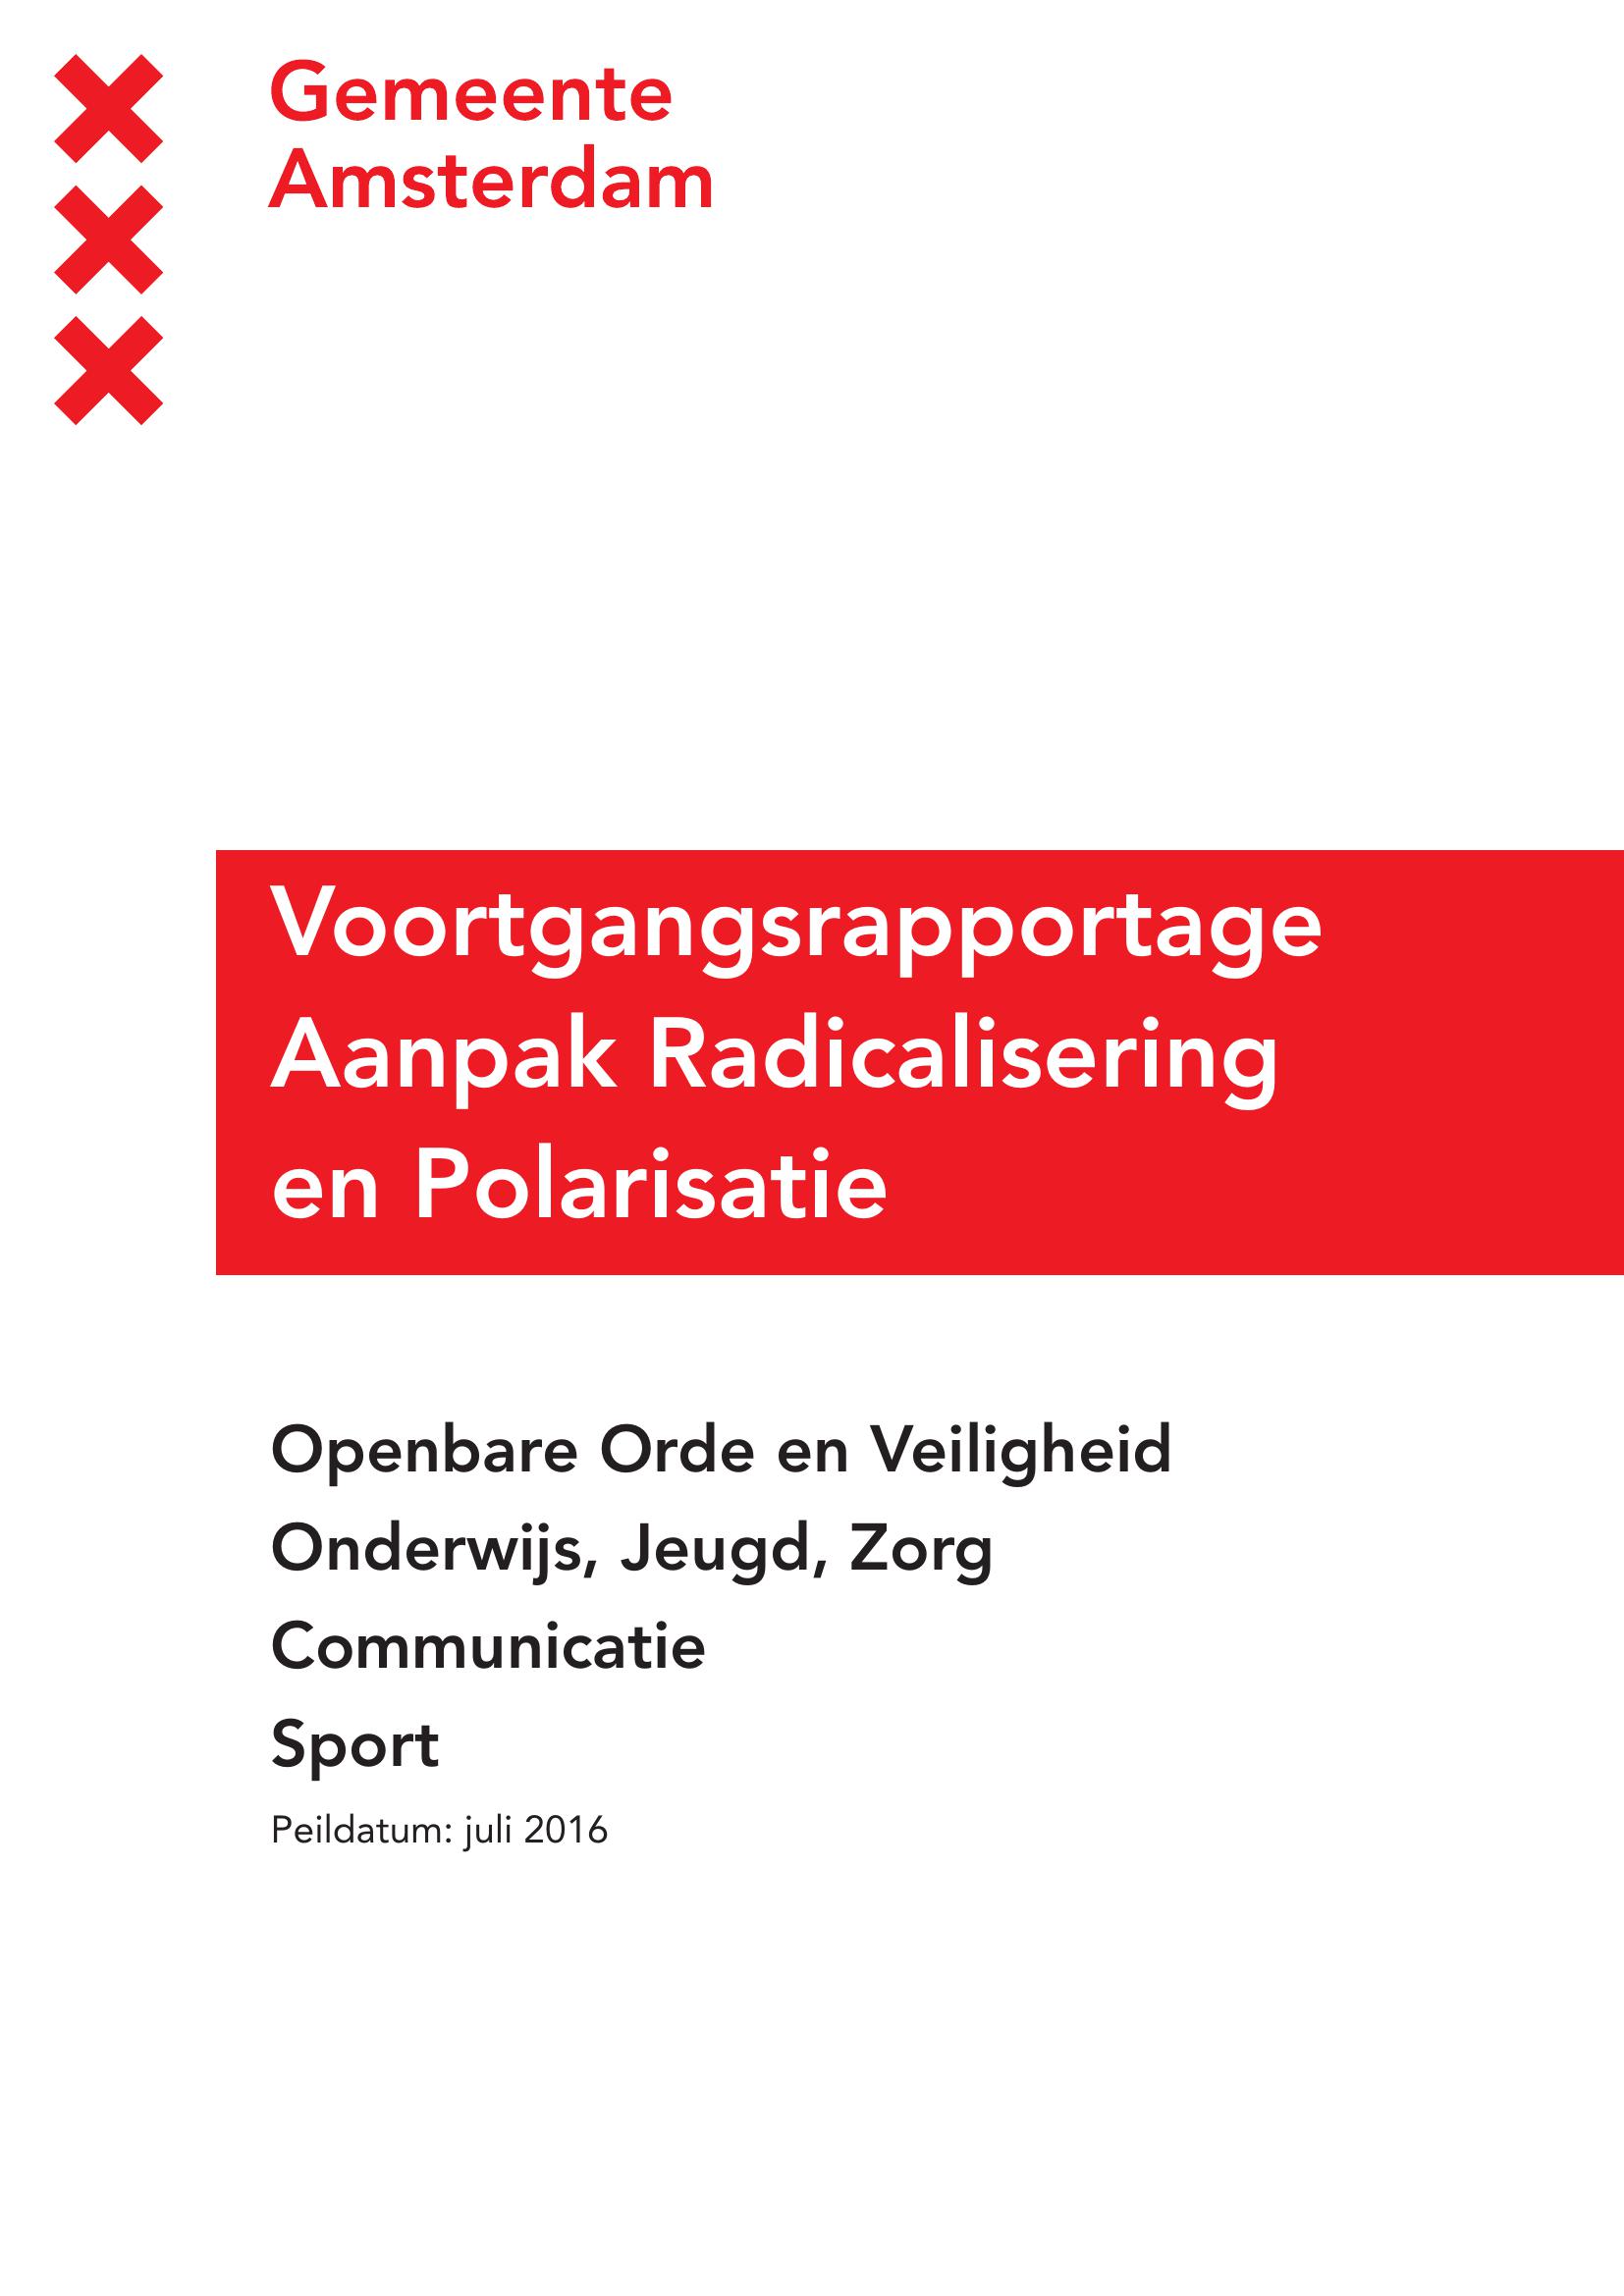 Gemeente
Amsterdam
Voortgangsrapportage
Aanpak Radicalisering
en Polarisatie
Openbare Orde en Veiligheid
Onderwijs, Jeugd, Zorg
Communicatie
Sport
Peildatum: juli 2016